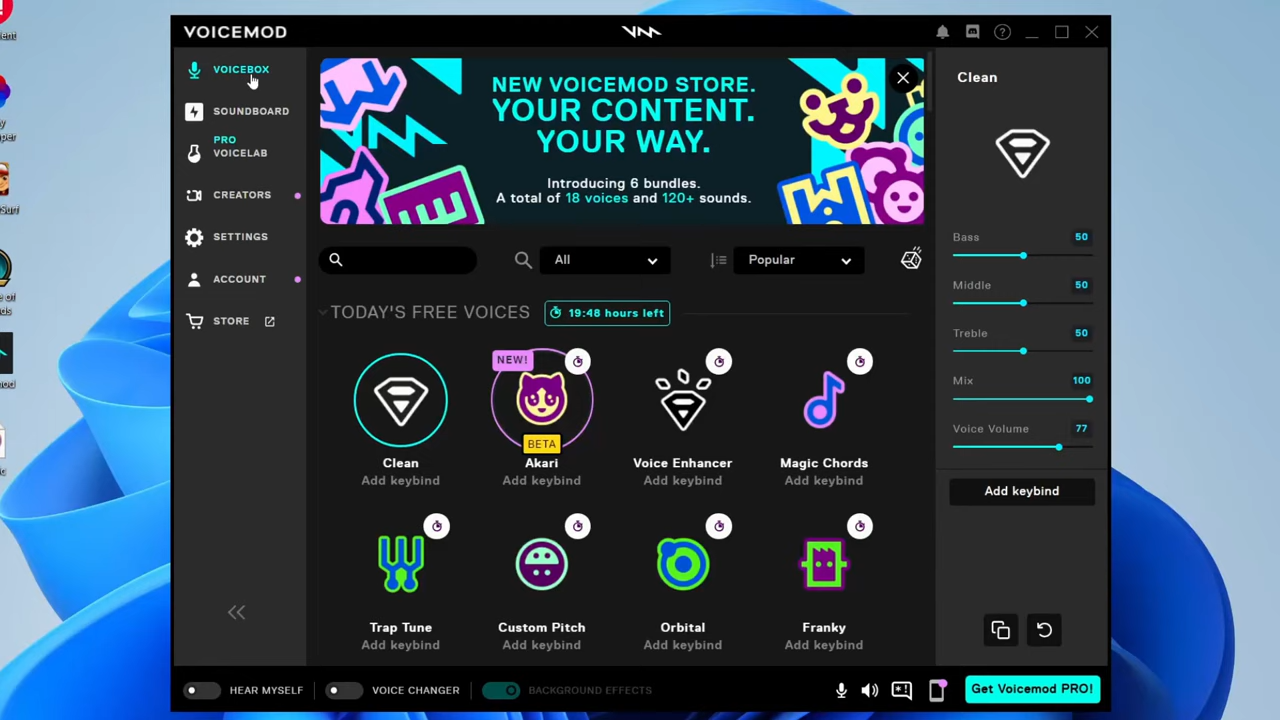 VOICEMOD
VOICEBOX
SOUNDBOARD
PRO
VOICELAB
CREATORS
SETTINGS
ACCOUNT
STORE
NEW VOICEMOD STORE.
YOUR CONTENT.
YOUR WAY.
Introducing 6 bundles.
A total of 18 voices and 120+ sounds.
All
Popular
TODAY'S FREE VOICES
19:48 hours left
NEW!
BETA
Clean
Add keybind
Akari
Add keybind
Voice Enhancer
Add keybind
Magic Chords
Add keybind
Trap Tune
Add keybind
Custom Pitch
Add keybind
Orbital
Add keybind
Franky
Add keybind
Clean
Bass 50
Middle 50
Treble 50
Mix 100
Voice Volume 77
Add keybind
HEAR MYSELF
VOICE CHANGER
BACKGROUND EFFECTS
Get Voicemod PRO!